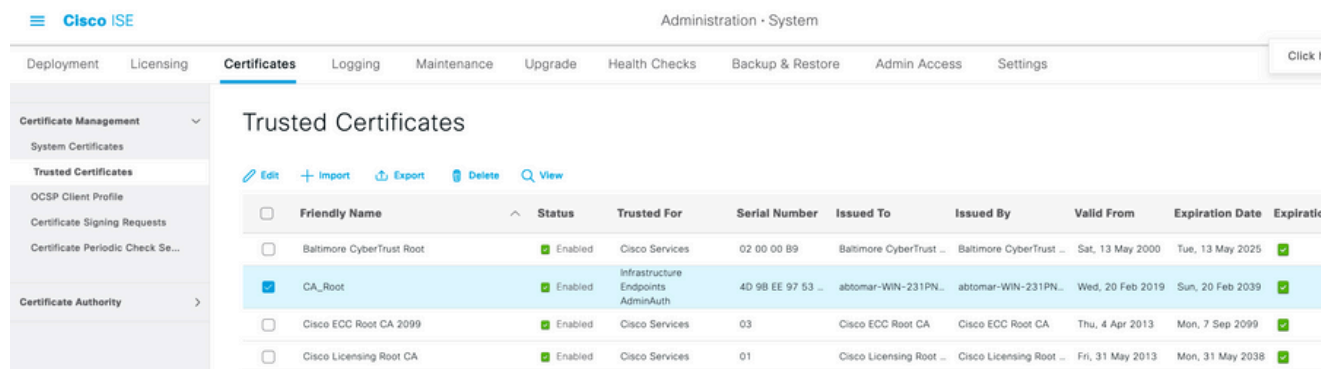 Cisco ISE
Administration · System
Click
Deployment Licensing Certificates Logging Maintenance Upgrade Health Checks Backup & Restore Admin Access Settings
Certificate Management
System Certificates
Trusted Certificates
OCSP Client Profile
Certificate Signing Requests
Certificate Periodic Check Se...
Certificate Authority
Trusted Certificates
Edit Import Export Delete View
Friendly Name Status Trusted For Serial Number Issued To Issued By Valid From Expiration Date Expiratio
Baltimore CyberTrust Root Enabled Cisco Services 02 00 00 B9 Baltimore CyberTrust ... Baltimore CyberTrust ... Sat, 13 May 2000 Tue, 13 May 2025
CA_Root Enabled Infrastructure
Endpoints
AdminAuth 4D 9B EE 97 53 ... abtomar-WIN-231PN... abtomar-WIN-231PN... Wed, 20 Feb 2019 Sun, 20 Feb 2039
Cisco ECC Root CA 2099 Enabled Cisco Services 03 Cisco ECC Root CA Cisco ECC Root CA Thu, 4 Apr 2013 Mon, 7 Sep 2099
Cisco Licensing Root CA Enabled Cisco Services 01 Cisco Licensing Root ... Cisco Licensing Root ... Fri, 31 May 2013 Mon, 31 May 2038